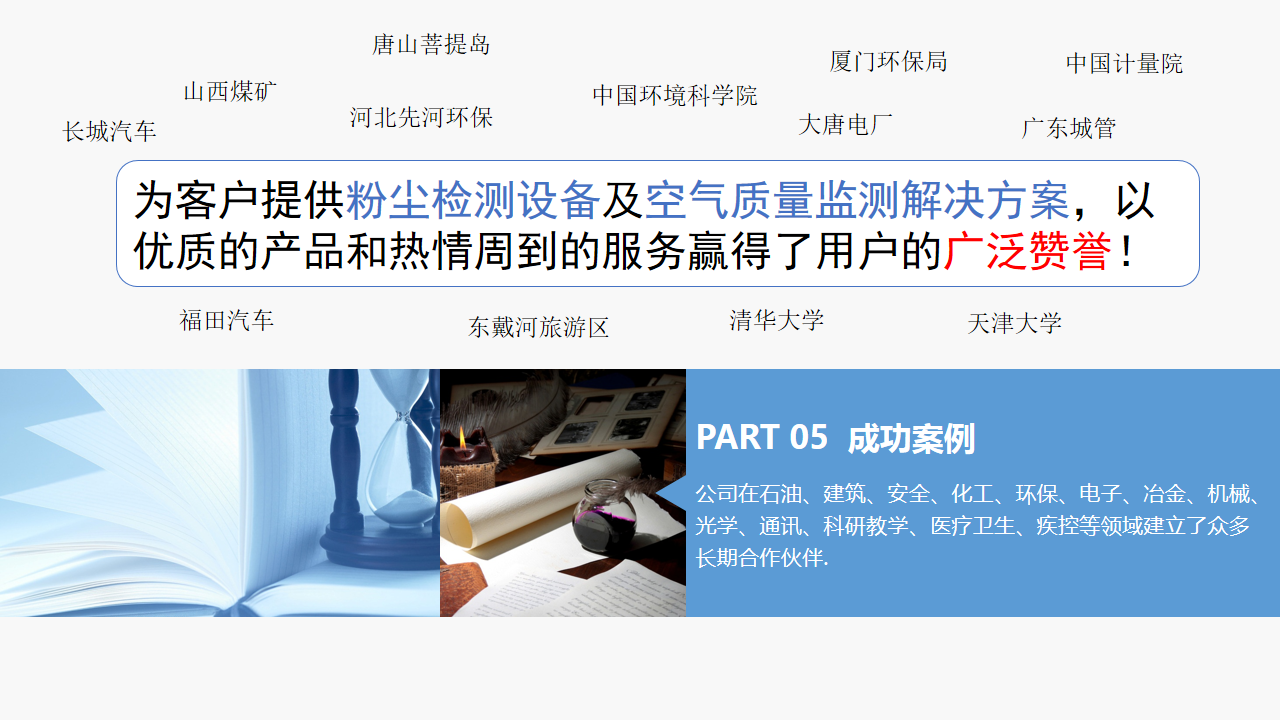 唐山菩提岛
厦门环保局
中国计量院
山西煤矿
中国环境科学院
河北先河环保
大唐电厂
长城汽车
广东城管
为客户提供粉尘检测设备及空气质量监测解决方案，以
优质的产品和热情周到的服务赢得了用户的广泛赞誉！
福田汽车
东戴河旅游区
清华大学
天津大学
PART 05 成功案例
公司在石油、建筑、安全、化工、环保、电子、冶金、机械、
光学、通讯、科研教学、医疗卫生、疾控等领域建立了众多
长期合作伙伴.